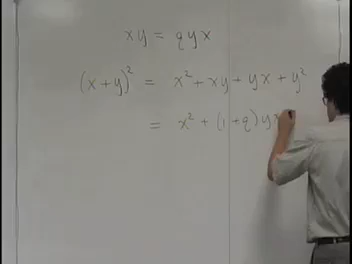 xy = qyx
(x+y)² = x² + xy + yx + y²
= x² + (1+q)yx